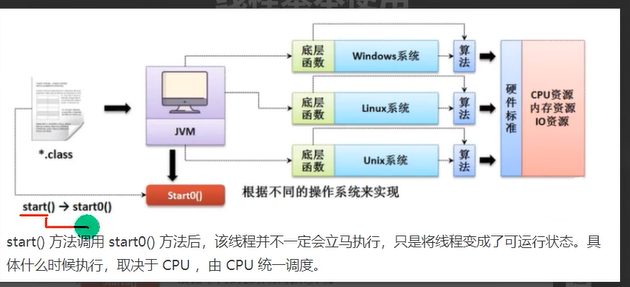 线程基本使用
底层函数
Windows系统
算法
底层函数
Linux系统
算法
底层函数
Unix系统
算法
硬件标准
CPU资源
内存资源
IO资源
JVM
*.class
Start0()
根据不同的操作系统来实现
start() → start0()
start() 方法调用 start0() 方法后，该线程并不一定会立马执行，只是将线程变成了可运行状态。具
体什么时候执行，取决于 CPU ，由 CPU 统一调度。